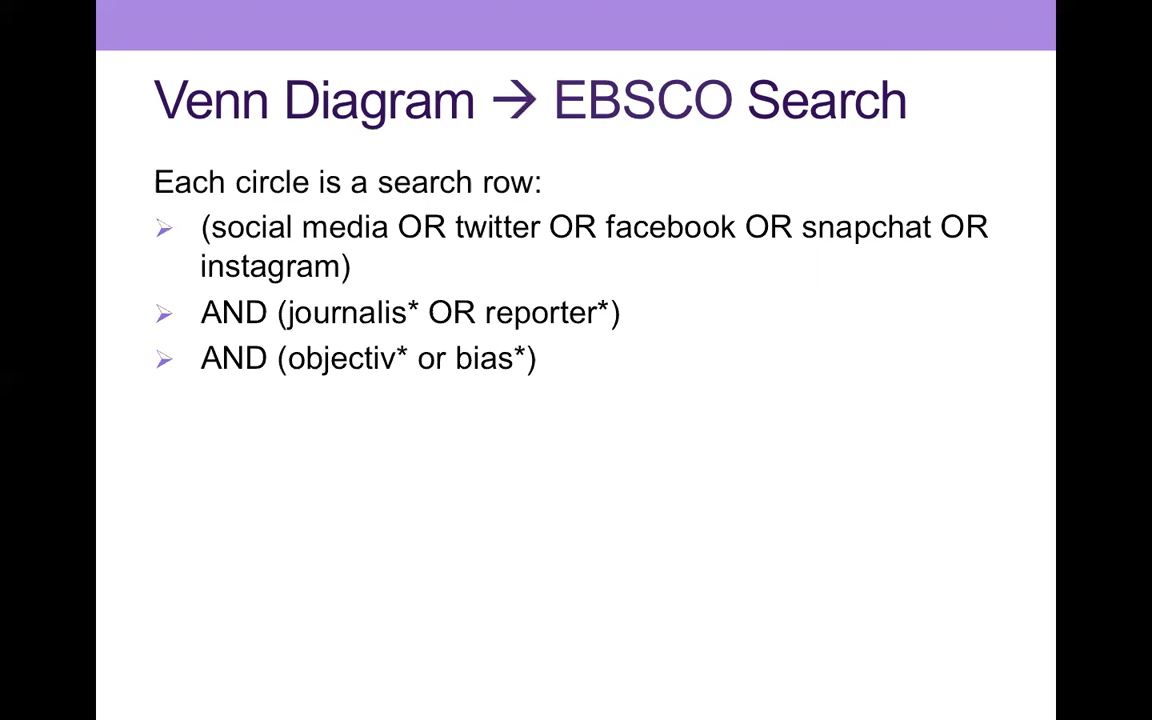 Venn Diagram → EBSCO Search
Each circle is a search row:
➢ (social media OR twitter OR facebook OR snapchat OR
instagram)
➢ AND (journalis* OR reporter*)
➢ AND (objectiv* or bias*)